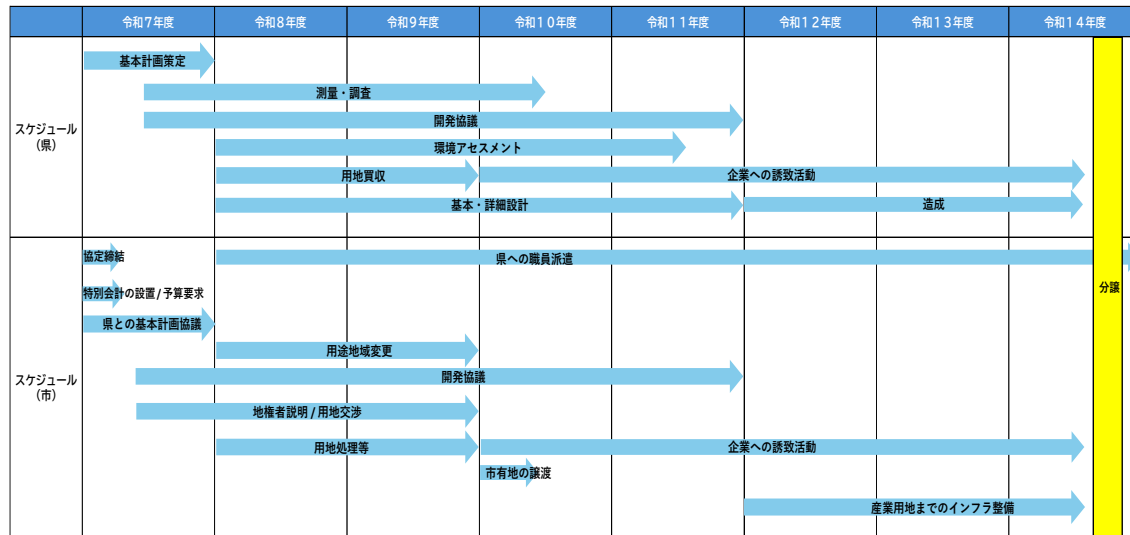 令和7年度
令和8年度
令和9年度
令和10年度
令和11年度
令和12年度
令和13年度
令和14年度
スケジュール
（県）
基本計画策定
測量・調査
開発協議
環境アセスメント
用地買収
企業への誘致活動
基本・詳細設計
造成
スケジュール
（市）
協定締結
県への職員派遣
特別会計の設置/予算要求
県との基本計画協議
用途地域変更
開発協議
地権者説明/用地交渉
用地処理等
企業への誘致活動
市有地の譲渡
産業用地までのインフラ整備
分譲